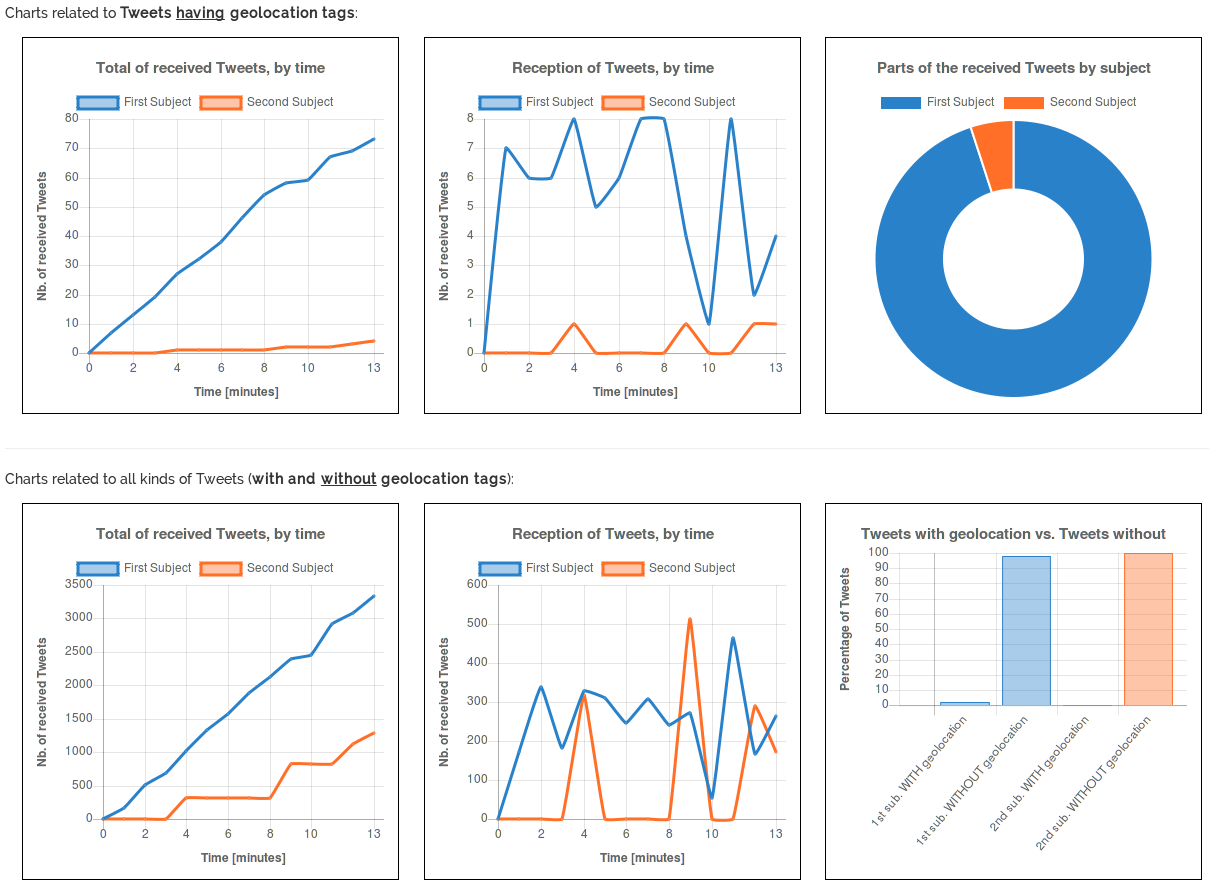 Charts related to Tweets having geolocation tags:
Total of received Tweets, by time
First Subject Second Subject
80
70
60
50
40
30
20
10
0
Nb. of received Tweets
0 2 4 6 8 10 13
Time [minutes]
Reception of Tweets, by time
First Subject Second Subject
8
7
6
5
4
3
2
1
0
Nb. of received Tweets
0 2 4 6 8 10 13
Time [minutes]
Parts of the received Tweets by subject
First Subject Second Subject
Charts related to all kinds of Tweets (with and without geolocation tags):
Total of received Tweets, by time
First Subject Second Subject
3500
3000
2500
2000
1500
1000
500
0
Nb. of received Tweets
0 2 4 6 8 10 13
Time [minutes]
Reception of Tweets, by time
First Subject Second Subject
600
500
400
300
200
100
0
Nb. of received Tweets
0 2 4 6 8 10 13
Time [minutes]
Tweets with geolocation vs. Tweets without
100
90
80
70
60
50
40
30
20
10
0
Percentage of Tweets
1st sub. WITH geolocation
1st sub. WITHOUT geolocation
2nd sub. WITH geolocation
2nd sub. WITHOUT geolocation